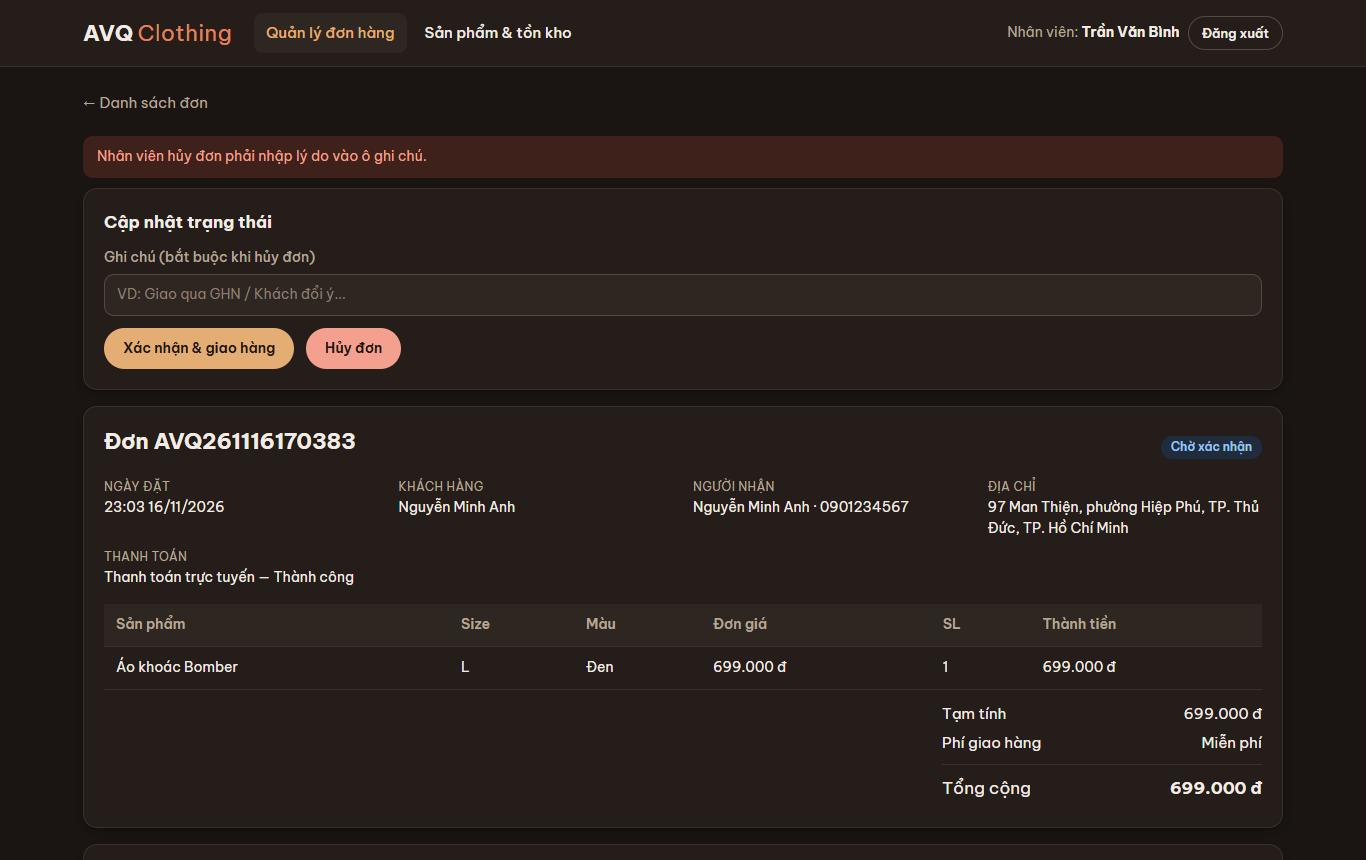 AVQ Clothing
Quản lý đơn hàng
Sản phẩm & tồn kho
Nhân viên: Trần Văn Bình
Đăng xuất
← Danh sách đơn
Nhân viên hủy đơn phải nhập lý do vào ô ghi chú.
Cập nhật trạng thái
Ghi chú (bắt buộc khi hủy đơn)
VD: Giao qua GHN / Khách đổi ý...
Xác nhận & giao hàng
Hủy đơn
Đơn AVQ261116170383
Chờ xác nhận
NGÀY ĐẶT
23:03 16/11/2026
KHÁCH HÀNG
Nguyễn Minh Anh
NGƯỜI NHẬN
Nguyễn Minh Anh · 0901234567
ĐỊA CHỈ
97 Man Thiện, phường Hiệp Phú, TP. Thủ
Đức, TP. Hồ Chí Minh
THANH TOÁN
Thanh toán trực tuyến — Thành công
Sản phẩm Size Màu Đơn giá SL Thành tiền
Áo khoác Bomber L Đen 699.000 đ 1 699.000 đ
Tạm tính 699.000 đ
Phí giao hàng Miễn phí
Tổng cộng 699.000 đ